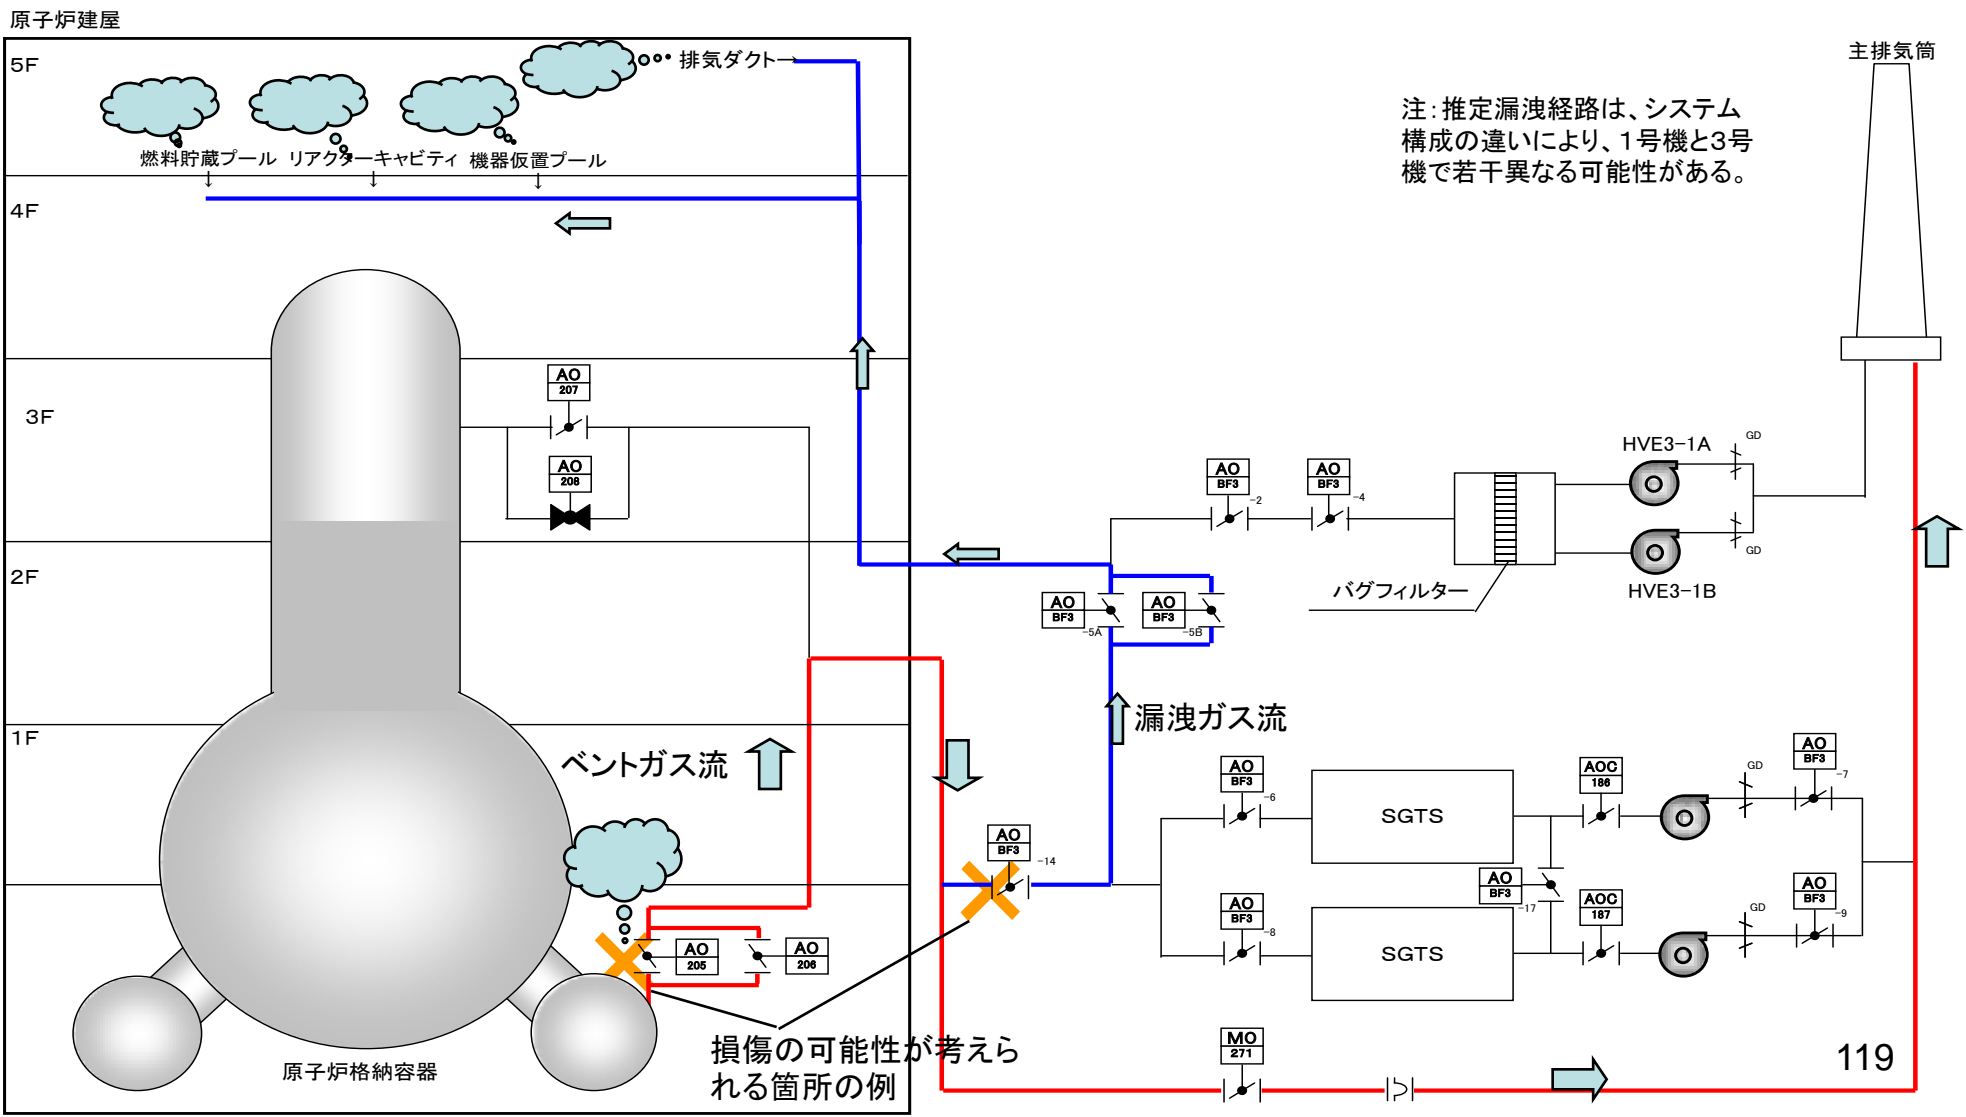 原子炉建屋
5F
排気ダクト→
主排気筒
注:推定漏洩経路は、システム
構成の違いにより、1号機と3号
機で若干異なる可能性がある。
燃料貯蔵プール リアクターキャビティ 機器仮置プール
↓ ↓ ↓
4F
AO
207
3F
AO
208
HVE3-1A
GD
AO
BF3
-2
AO
BF3
-4
GD
HVE3-1B
バグフィルター
2F
AO
BF3
-5A
AO
BF3
-5B
漏洩ガス流
1F
ベントガス流
AO
BF3
-6
SGTS
AOC
186
GD
AO
BF3
-7
AO
BF3
-14
AO
BF3
-17
AO
BF3
-8
SGTS
AOC
187
GD
AO
BF3
-9
AO
205
AO
206
損傷の可能性が考えら
れる箇所の例
MO
271
原子炉格納容器
119